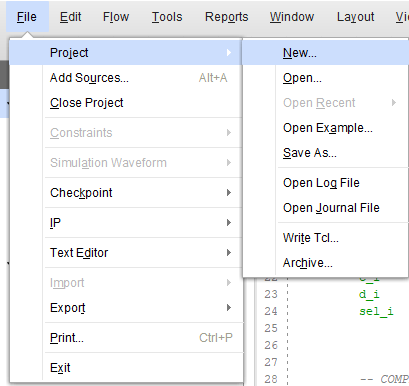 File Edit Flow Tools Reports Window Layout
Project
Add Sources... Alt+A
Close Project
Constraints
Simulation Waveform
Checkpoint
IP
Text Editor
Import
Export
Print... Ctrl+P
Exit
New...
Open...
Open Recent
Open Example...
Save As...
Open Log File
Open Journal File
Write Tcl...
Archive...
22
23 d_i
24 sel_i
25
26
27
28 -- COMP